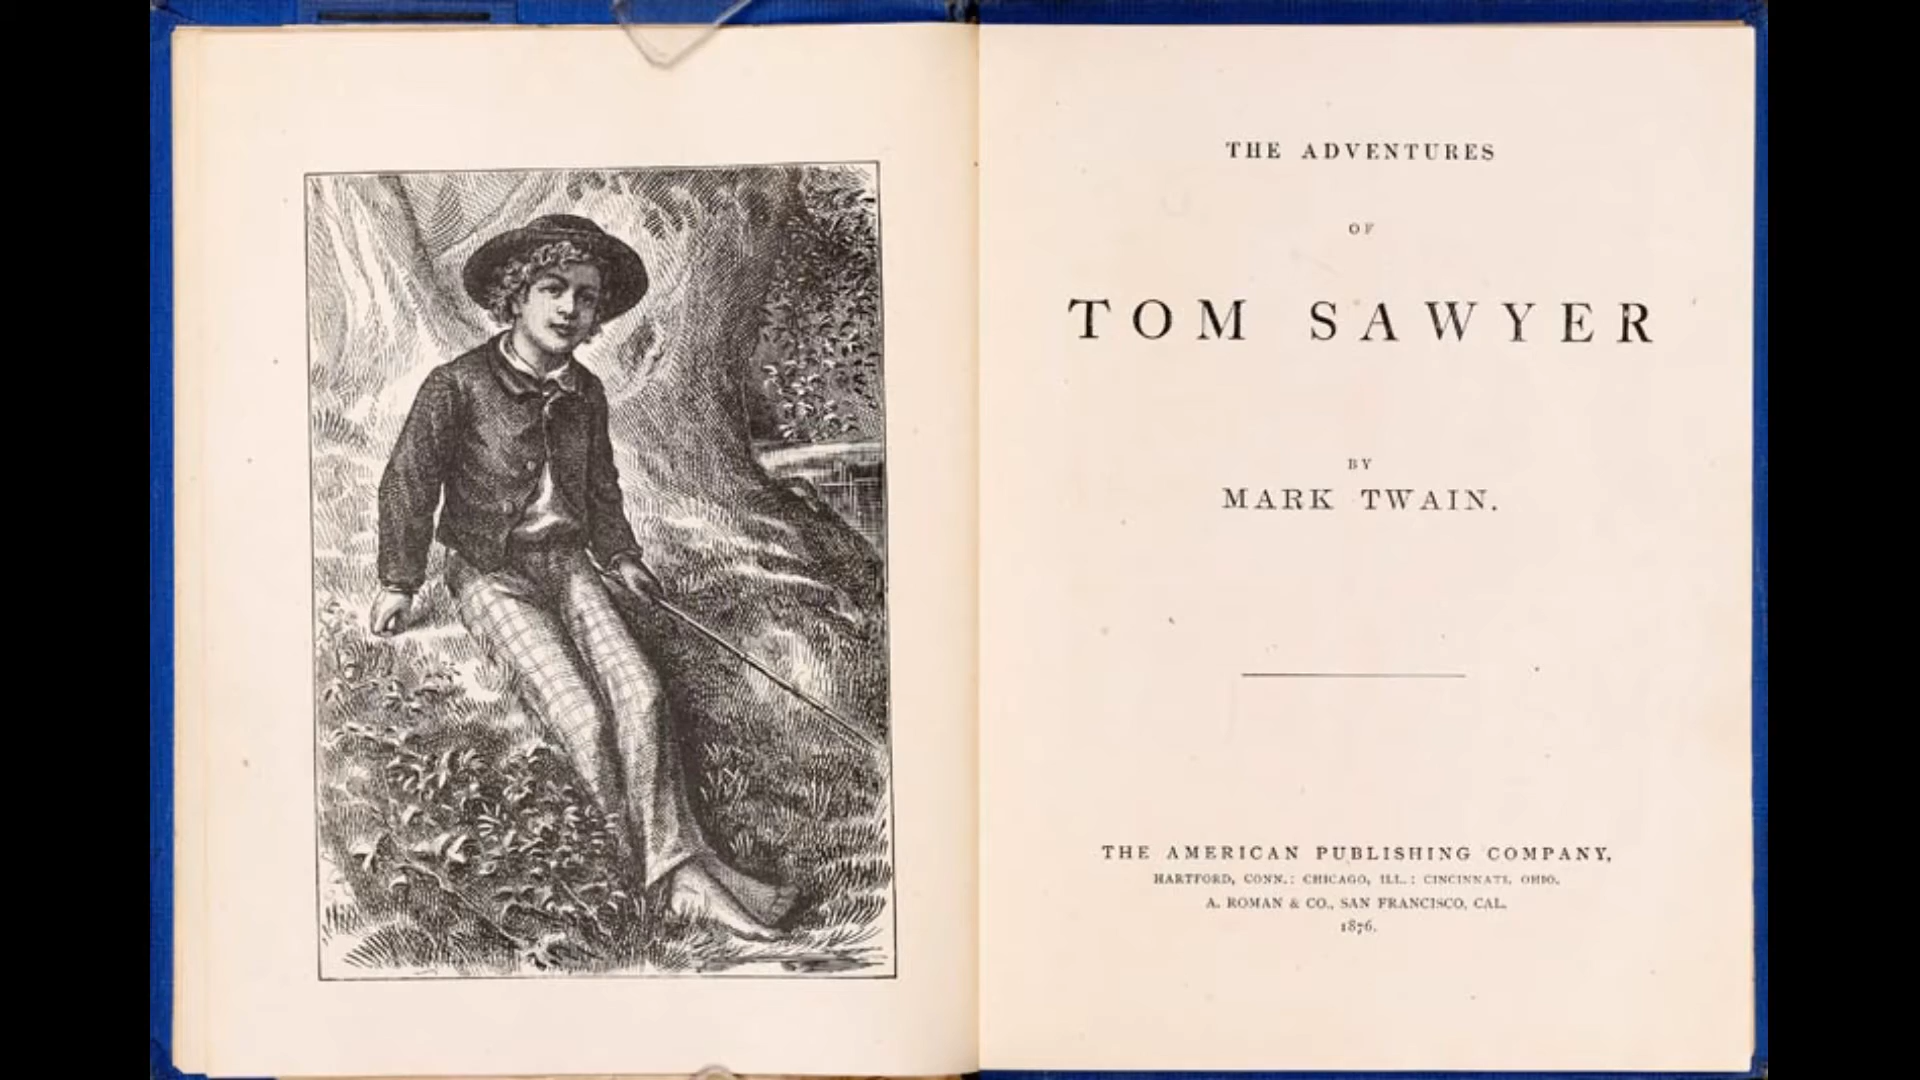 THE ADVENTURES
OF
TOM SAWYER
BY
MARK TWAIN.
THE AMERICAN PUBLISHING COMPANY,
HARTFORD, CONN.: CHICAGO, ILL.: CINCINNATI, OHIO.
A. ROMAN & CO., SAN FRANCISCO, CAL.
1876.